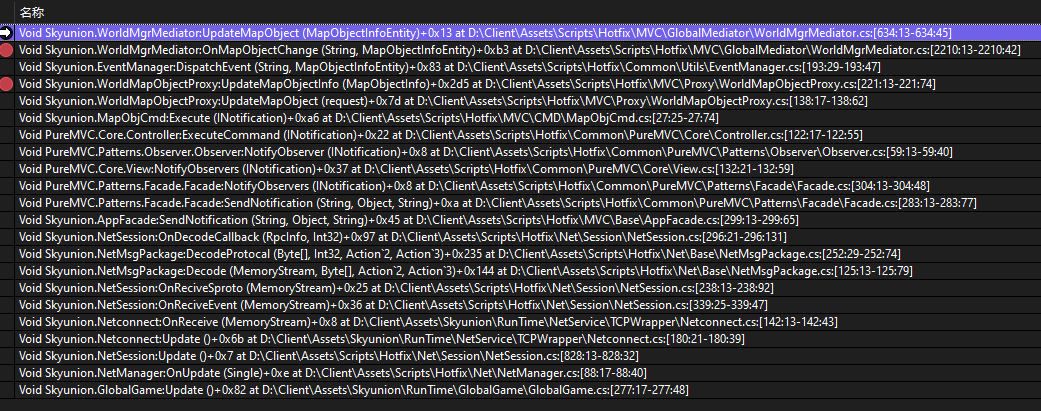 名称
Void Skyunion.WorldMgrMediator:UpdateMapObject (MapObjectInfoEntity)+0x13 at D:\Client\Assets\Scripts\Hotfix\MVC\GlobalMediator\WorldMgrMediator.cs:[634:13-634:45]
Void Skyunion.WorldMgrMediator:OnMapObjectChange (String, MapObjectInfoEntity)+0xb3 at D:\Client\Assets\Scripts\Hotfix\MVC\GlobalMediator\WorldMgrMediator.cs:[2210:13-2210:42]
Void Skyunion.EventManager:DispatchEvent (String, MapObjectInfoEntity)+0x83 at D:\Client\Assets\Scripts\Hotfix\Common\Utils\EventManager.cs:[193:29-193:47]
Void Skyunion.WorldMapObjectProxy:UpdateMapObjectInfo (MapObjectInfo)+0x2d5 at D:\Client\Assets\Scripts\Hotfix\MVC\Proxy\WorldMapObjectProxy.cs:[221:13-221:74]
Void Skyunion.WorldMapObjectProxy:UpdateMapObject (request)+0x7d at D:\Client\Assets\Scripts\Hotfix\MVC\Proxy\WorldMapObjectProxy.cs:[138:17-138:62]
Void Skyunion.MapObjCmd:Execute (INotification)+0xa6 at D:\Client\Assets\Scripts\Hotfix\MVC\CMD\MapObjCmd.cs:[27:25-27:74]
Void PureMVC.Core.Controller:ExecuteCommand (INotification)+0x22 at D:\Client\Assets\Scripts\Hotfix\Common\PureMVC\Core\Controller.cs:[122:17-122:55]
Void PureMVC.Patterns.Observer.Observer:NotifyObserver (INotification)+0x8 at D:\Client\Assets\Scripts\Hotfix\Common\PureMVC\Patterns\Observer\Observer.cs:[59:13-59:40]
Void PureMVC.Core.View:NotifyObservers (INotification)+0x37 at D:\Client\Assets\Scripts\Hotfix\Common\PureMVC\Core\View.cs:[132:21-132:59]
Void PureMVC.Patterns.Facade.Facade:NotifyObservers (INotification)+0x8 at D:\Client\Assets\Scripts\Hotfix\Common\PureMVC\Patterns\Facade\Facade.cs:[304:13-304:48]
Void PureMVC.Patterns.Facade.Facade:SendNotification (String, Object, String)+0xa at D:\Client\Assets\Scripts\Hotfix\Common\PureMVC\Patterns\Facade\Facade.cs:[283:13-283:77]
Void Skyunion.AppFacade:SendNotification (String, Object, String)+0x45 at D:\Client\Assets\Scripts\Hotfix\MVC\Base\AppFacade.cs:[299:13-299:65]
Void Skyunion.NetSession:OnDecodeCallback (RpcInfo, Int32)+0x97 at D:\Client\Assets\Scripts\Hotfix\Net\Session\NetSession.cs:[296:21-296:131]
Void Skyunion.NetMsgPackage:DecodeProtocal (Byte[], Int32, Action`2, Action`3)+0x235 at D:\Client\Assets\Scripts\Hotfix\Net\Base\NetMsgPackage.cs:[252:29-252:74]
Void Skyunion.NetMsgPackage:Decode (MemoryStream, Byte[], Action`2, Action`3)+0x144 at D:\Client\Assets\Scripts\Hotfix\Net\Base\NetMsgPackage.cs:[125:13-125:79]
Void Skyunion.NetSession:OnReciveSproto (MemoryStream)+0x25 at D:\Client\Assets\Scripts\Hotfix\Net\Session\NetSession.cs:[238:13-238:92]
Void Skyunion.NetSession:OnReciveEvent (MemoryStream)+0x36 at D:\Client\Assets\Scripts\Hotfix\Net\Session\NetSession.cs:[339:25-339:47]
Void Skyunion.Netconnect:OnReceive (MemoryStream)+0x8 at D:\Client\Assets\Skyunion\RunTime\NetService\TCPWrapper\Netconnect.cs:[142:13-142:43]
Void Skyunion.Netconnect:Update ()+0x6b at D:\Client\Assets\Skyunion\RunTime\NetService\TCPWrapper\Netconnect.cs:[180:21-180:39]
Void Skyunion.NetSession:Update ()+0x7 at D:\Client\Assets\Scripts\Hotfix\Net\Session\NetSession.cs:[828:13-828:32]
Void Skyunion.NetManager:OnUpdate (Single)+0xe at D:\Client\Assets\Scripts\Hotfix\Net\NetManager.cs:[88:17-88:40]
Void Skyunion.GlobalGame:Update ()+0x82 at D:\Client\Assets\Skyunion\RunTime\GlobalGame\GlobalGame.cs:[277:17-277:48]